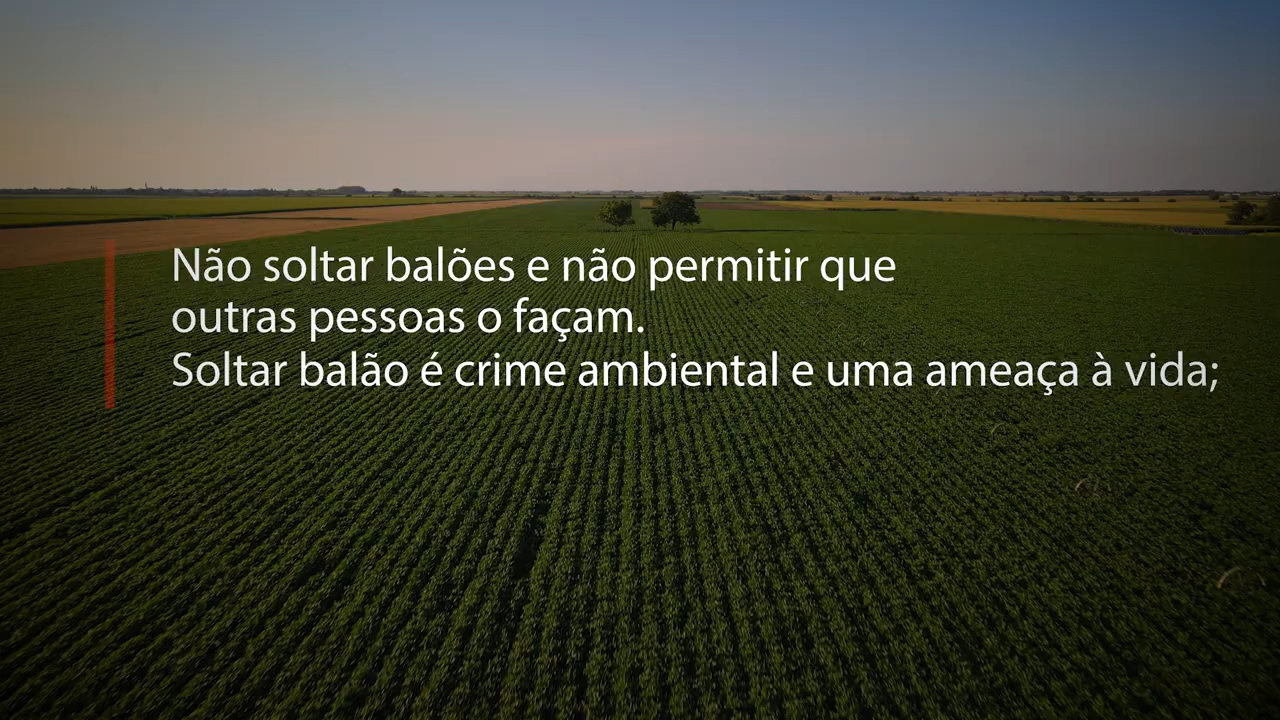 Não soltar balões e não permitir que
outras pessoas o façam.
Soltar balão é crime ambiental e uma ameaça à vida;